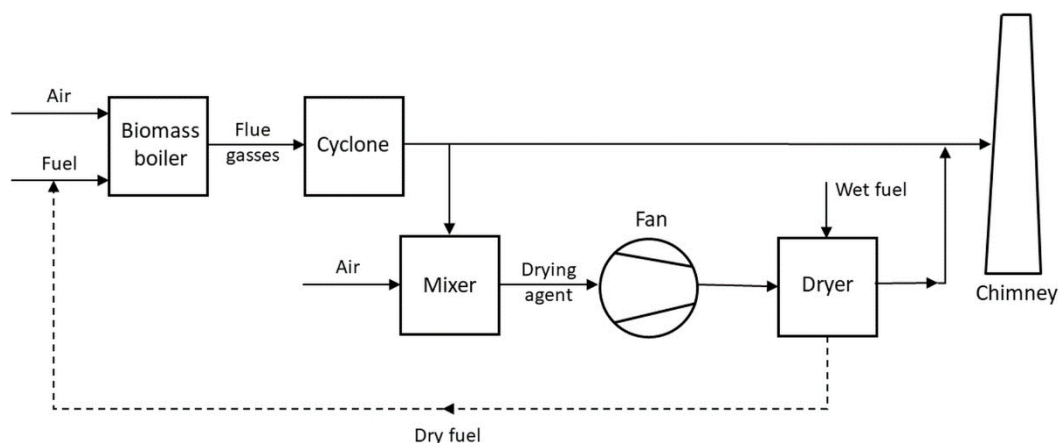 Air
Biomass
boiler
Fuel
Flue
gasses
Cyclone
Wet fuel
Fan
Air
Mixer
Drying
agent
Dryer
Chimney
Dry fuel